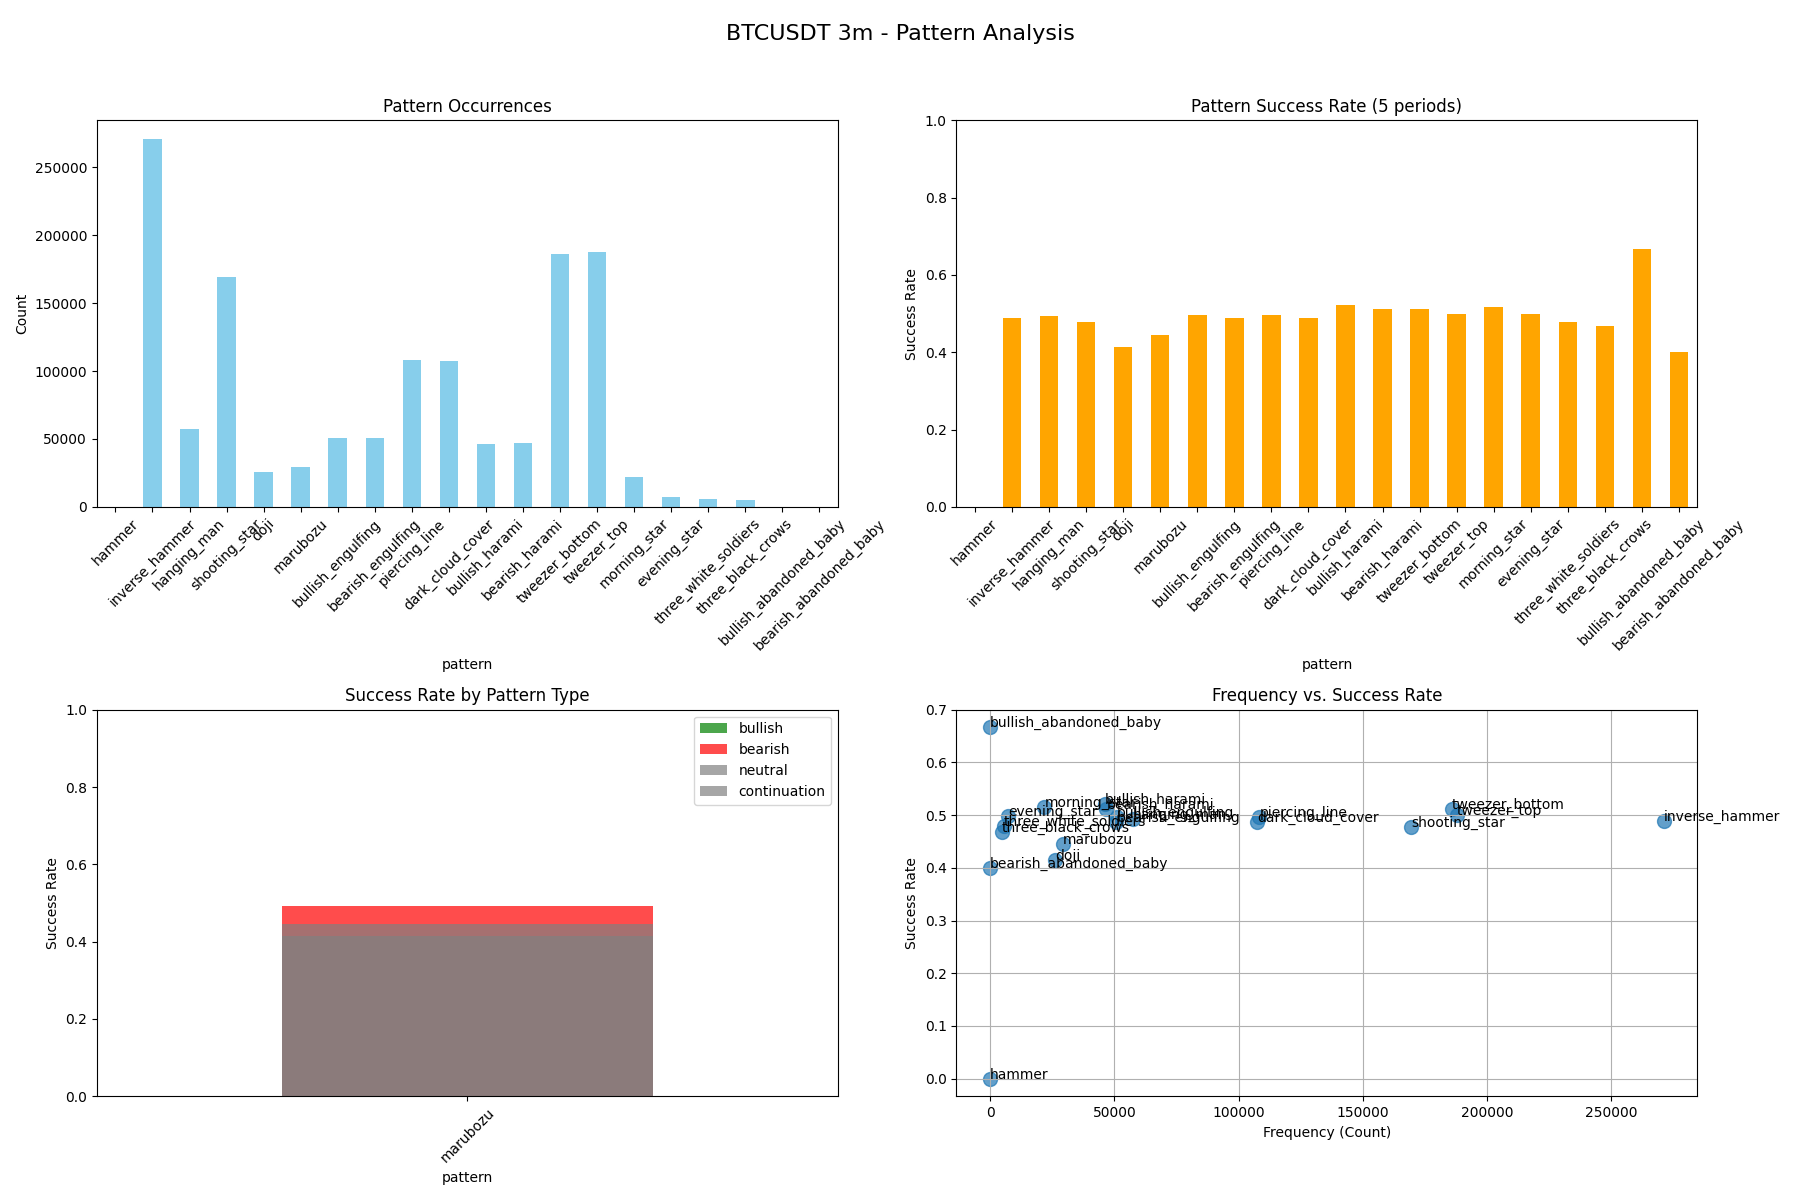 BTCUSDT 3m - Pattern Analysis
Pattern Occurrences
Count
250000
200000
150000
100000
50000
0
hammer
inverse_hammer
hanging_man
shooting_star
doji
marubozu
bullish_engulfing
bearish_engulfing
piercing_line
dark_cloud_cover
bullish_harami
bearish_harami
tweezer_bottom
tweezer_top
morning_star
evening_star
three_white_soldiers
three_black_crows
bullish_abandoned_baby
bearish_abandoned_baby
pattern
Pattern Success Rate (5 periods)
Success Rate
1.0
0.8
0.6
0.4
0.2
0.0
hammer
inverse_hammer
hanging_man
shooting_star
doji
marubozu
bullish_engulfing
bearish_engulfing
piercing_line
dark_cloud_cover
bullish_harami
bearish_harami
tweezer_bottom
tweezer_top
morning_star
evening_star
three_white_soldiers
three_black_crows
bullish_abandoned_baby
bearish_abandoned_baby
pattern
Success Rate by Pattern Type
Success Rate
1.0
0.8
0.6
0.4
0.2
0.0
bullish
bearish
neutral
continuation
marubozu
pattern
Frequency vs. Success Rate
Success Rate
0.7
0.6
0.5
0.4
0.3
0.2
0.1
0.0
bullish_abandoned_baby
bullish_harami
bearish_harami
morning_star
evening_star
bullish_engulfing
hanging_man
bearish_engulfing
three_white_soldiers
three_black_crows
piercing_line
dark_cloud_cover
tweezer_bottom
tweezer_top
shooting_star
inverse_hammer
marubozu
doji
bearish_abandoned_baby
hammer
0
50000
100000
150000
200000
250000
Frequency (Count)